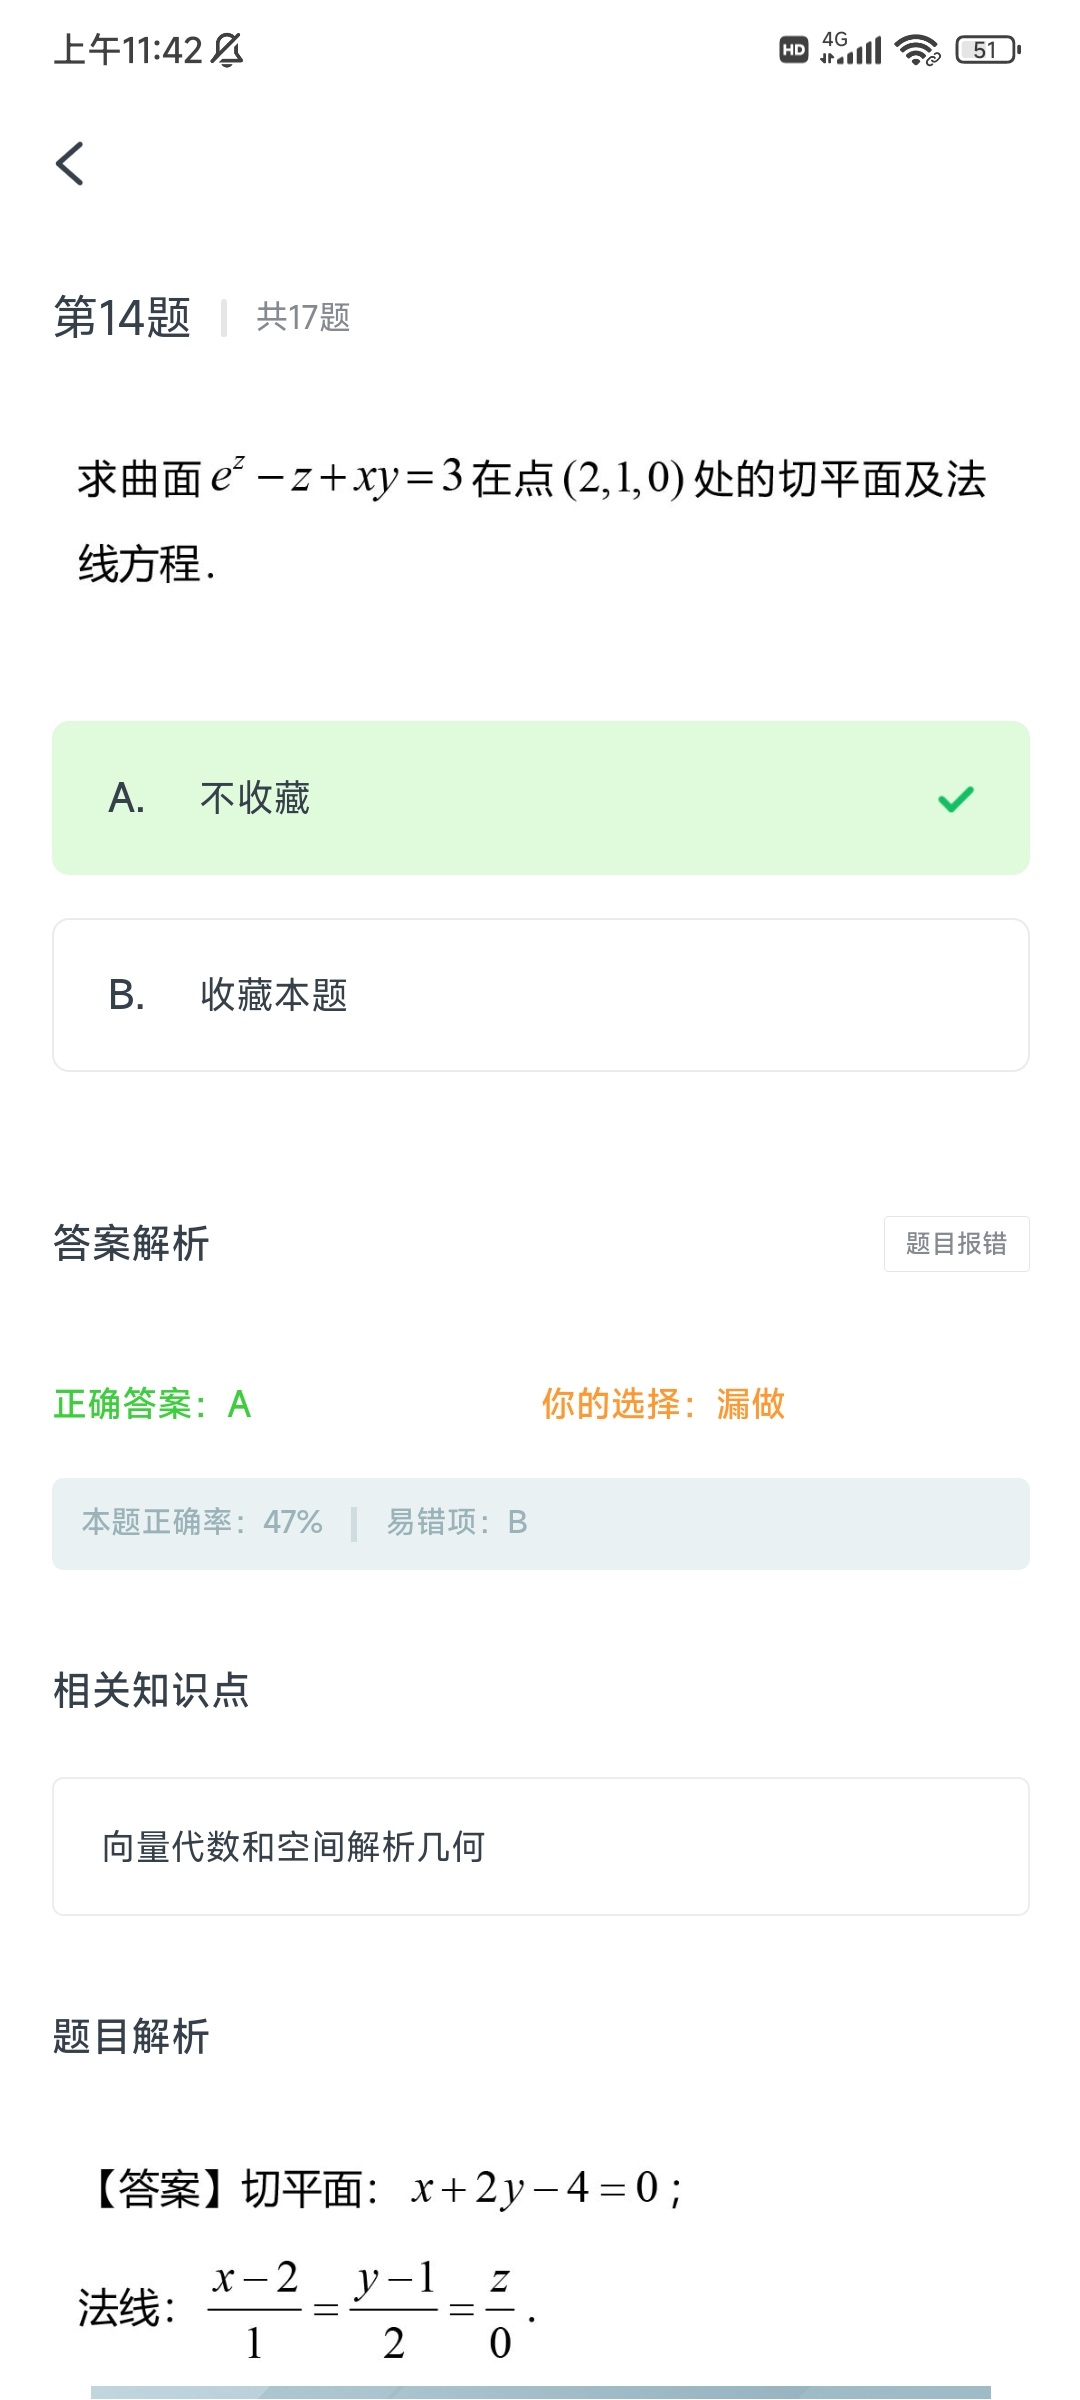 上午11:42
HD 4G 51
第14题 共17题
求曲面 e^z − z + xy = 3 在点 (2,1,0) 处的切平面及法
线方程.
A. 不收藏
B. 收藏本题
答案解析 题目报错
正确答案：A 你的选择：漏做
本题正确率：47% 易错项：B
相关知识点
向量代数和空间解析几何
题目解析
【答案】切平面： x + 2y − 4 = 0 ;
法线： (x−2)/1 = (y−1)/2 = z/0 .